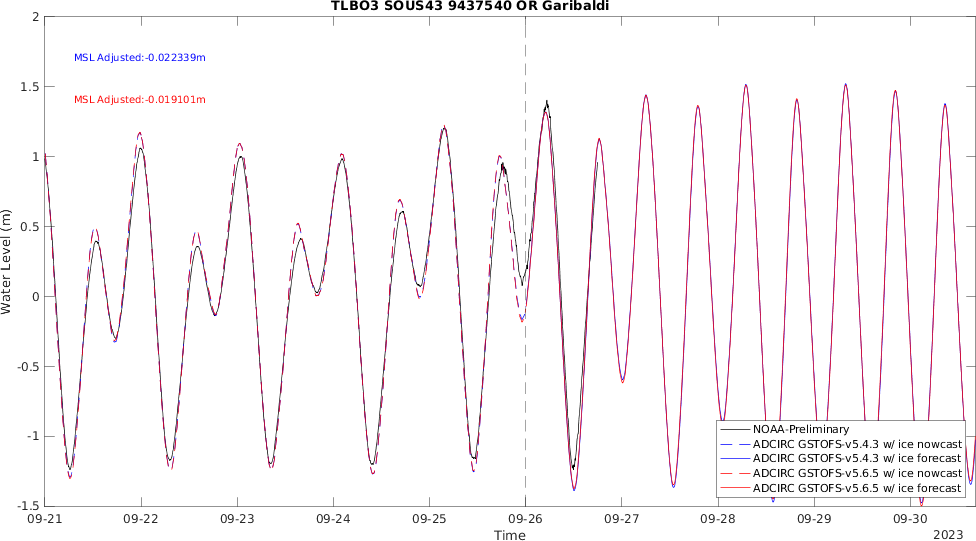 TLBO3 SOUS43 9437540 OR Garibaldi
MSL Adjusted:-0.022339m
MSL Adjusted:-0.019101m
2
1.5
1
0.5
0
-0.5
-1
-1.5
Water Level (m)
NOAA-Preliminary
ADCIRC GSTOFS-v5.4.3 w/ ice nowcast
ADCIRC GSTOFS-v5.4.3 w/ ice forecast
ADCIRC GSTOFS-v5.6.5 w/ ice nowcast
ADCIRC GSTOFS-v5.6.5 w/ ice forecast
09-21 09-22 09-23 09-24 09-25 09-26 09-27 09-28 09-29 09-30
Time
2023